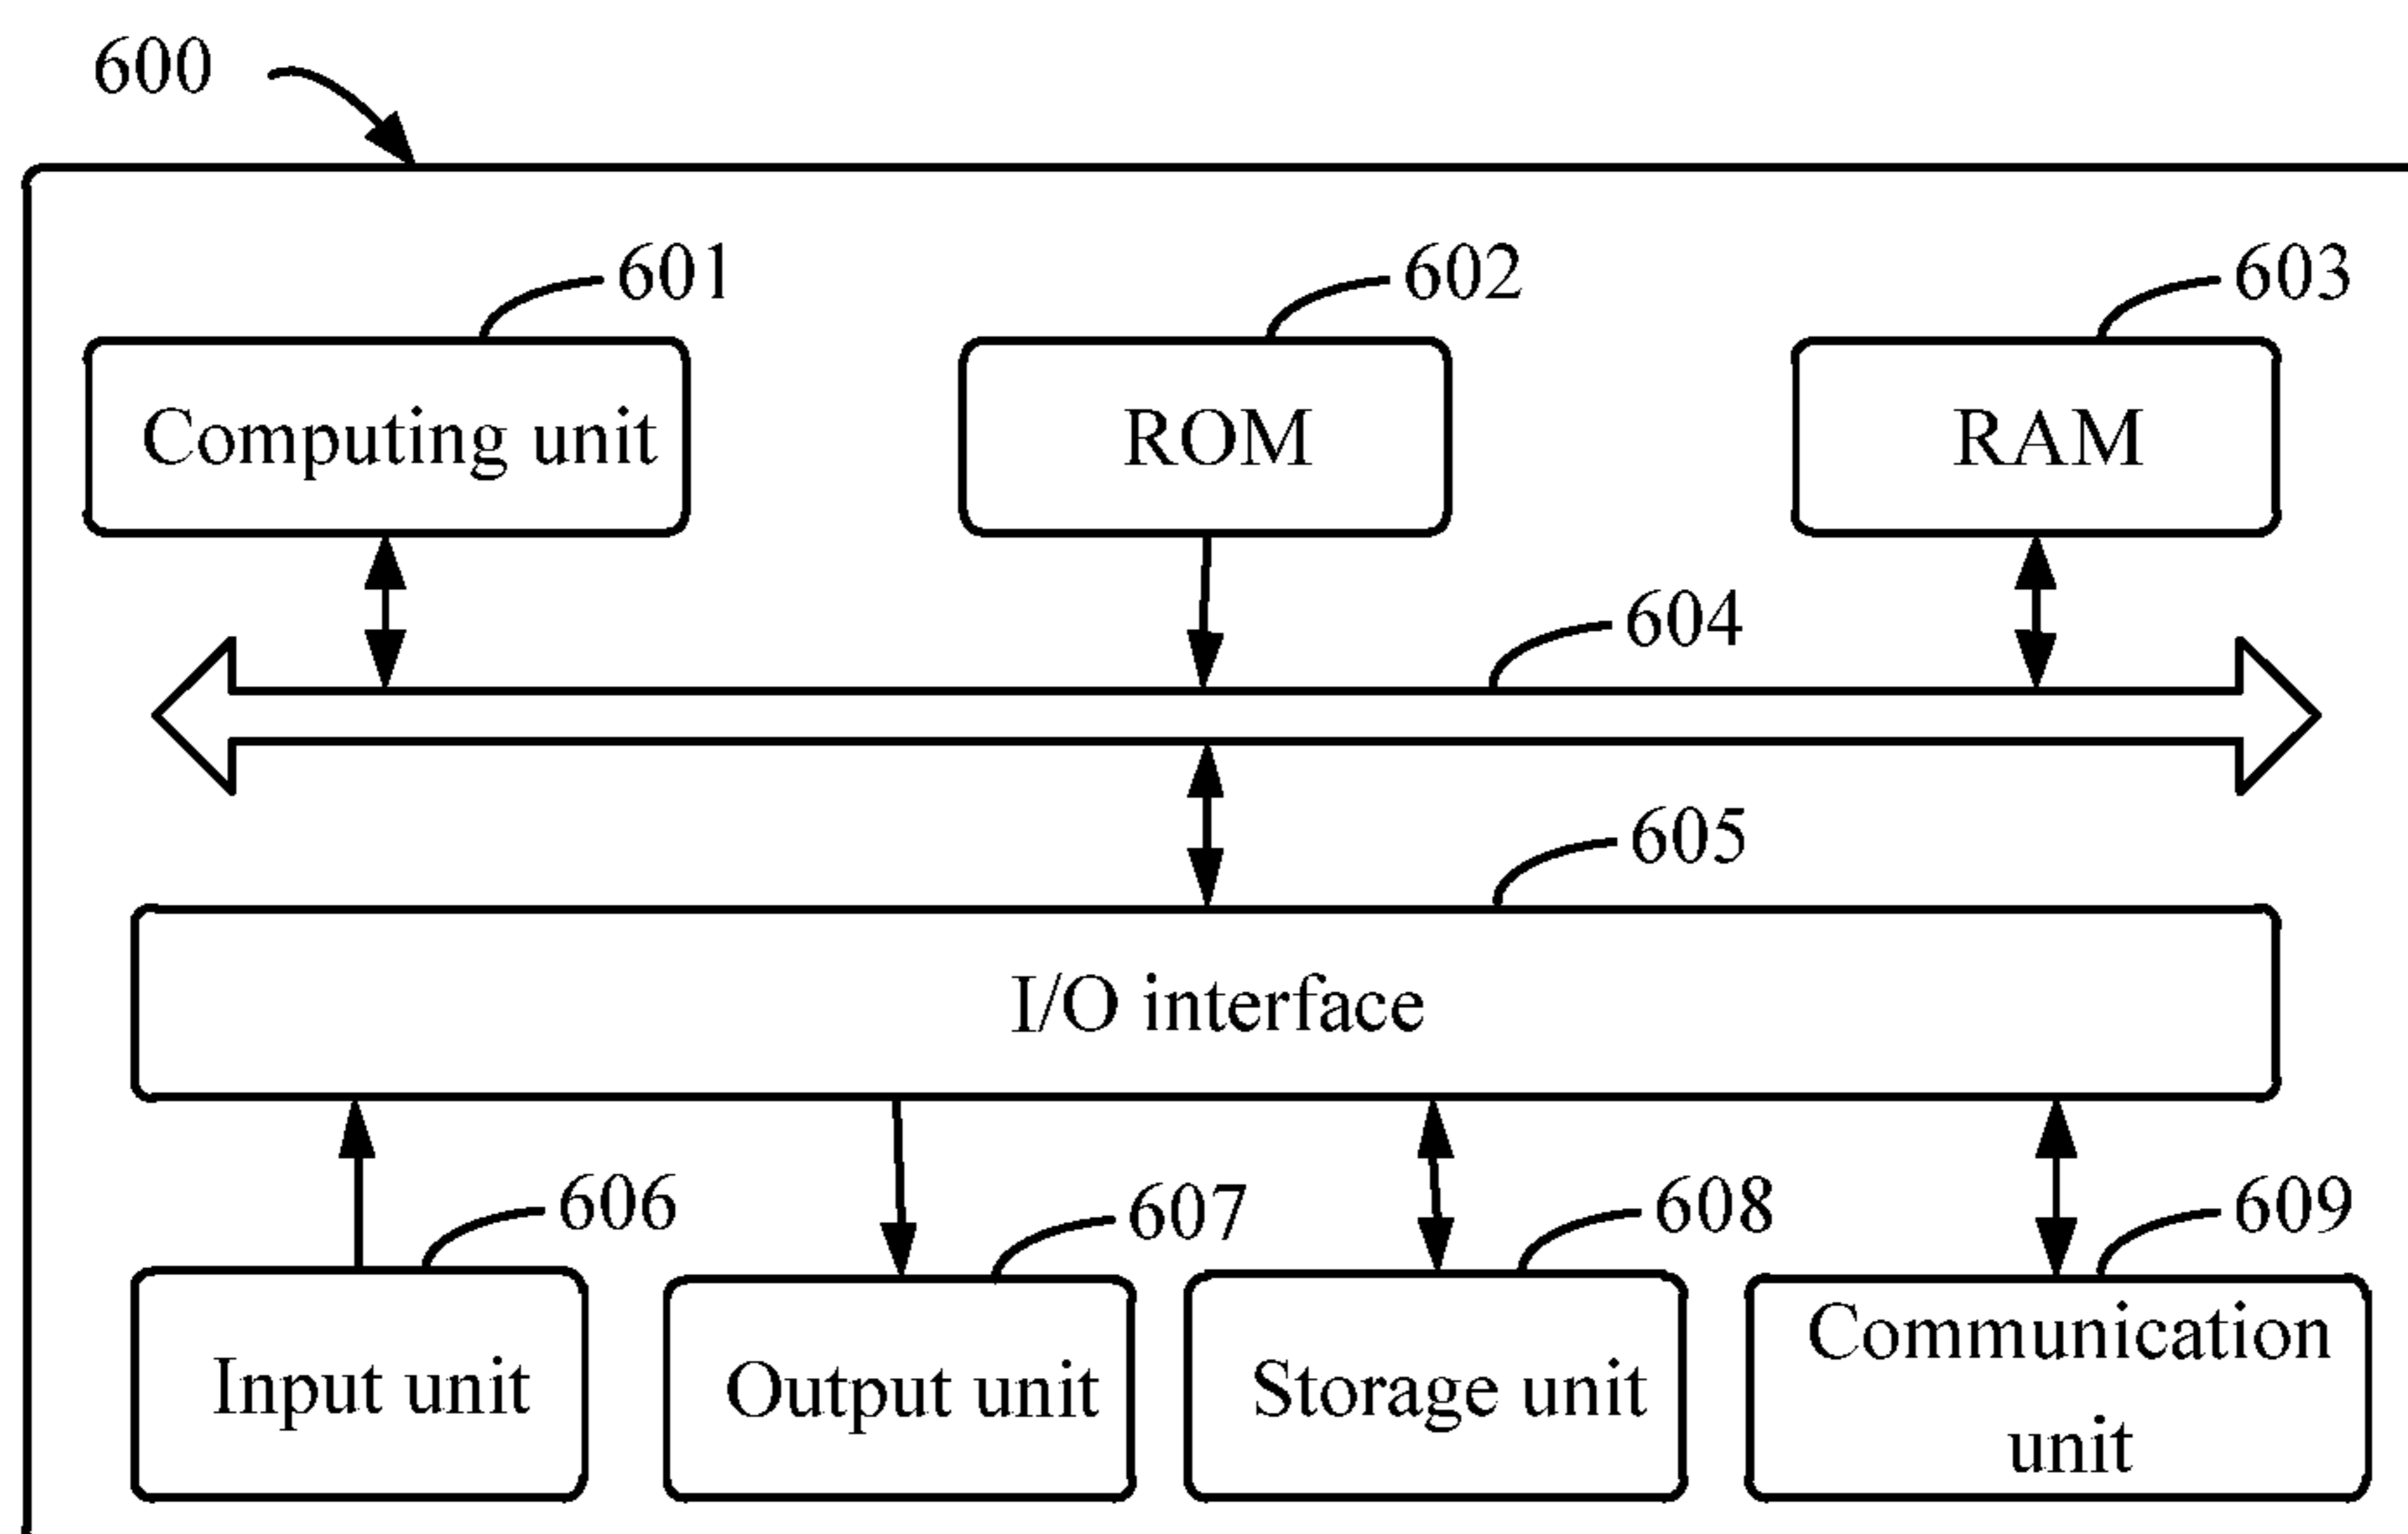 600
601
602
603
Computing unit
ROM
RAM
604
605
I/O interface
606
607
608
609
Input unit
Output unit
Storage unit
Communication
unit